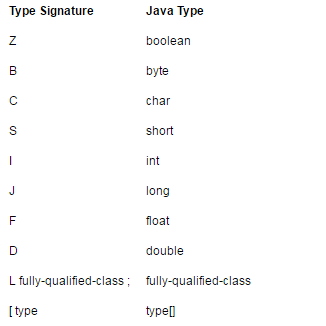 Type Signature Java Type
Z boolean
B byte
C char
S short
I int
J long
F float
D double
L fully-qualified-class ; fully-qualified-class
[ type type[]